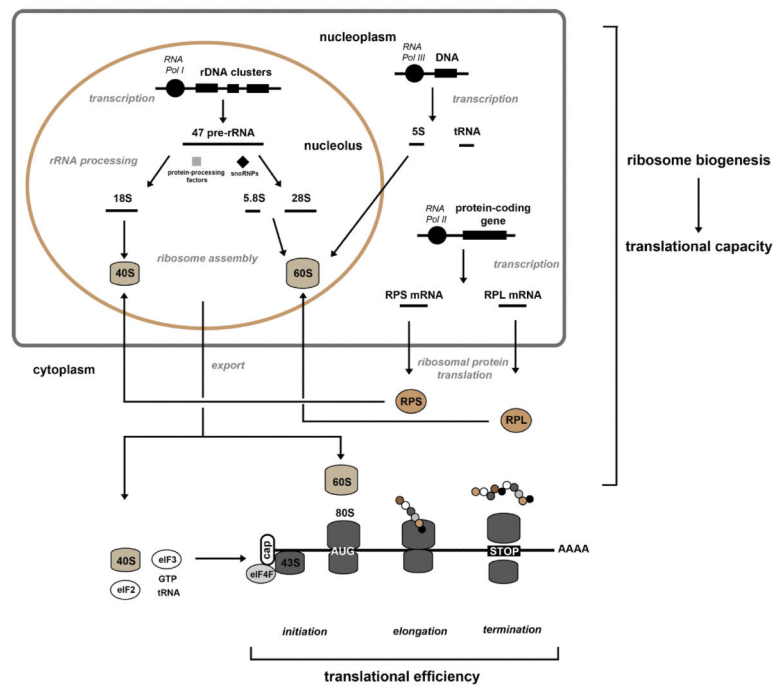 nucleoplasm
RNA
Pol I
rDNA clusters
transcription
47 pre-rRNA
nucleolus
rRNA processing
protein-processing
factors
snoRNPs
18S
5.8S
28S
40S
ribosome assembly
60S
RNA
Pol III
DNA
transcription
5S
tRNA
RNA
Pol II
protein-coding
gene
transcription
RPS mRNA
RPL mRNA
ribosome biogenesis
translational capacity
cytoplasm
export
ribosomal protein
translation
RPS
RPL
60S
80S
40S
eIF3
GTP
eIF2
tRNA
cap
eIF4F
43S
AUG
STOP
AAAA
initiation
elongation
termination
translational efficiency